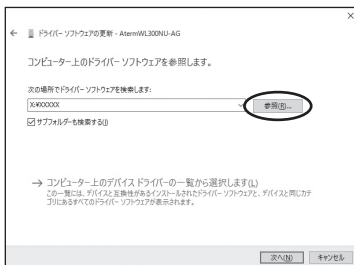 ドライバー ソフトウェアの更新 - AtermWL300NU-AG
コンピューター上のドライバー ソフトウェアを参照します。
次の場所でドライバー ソフトウェアを検索します:
X:¥XXXXX
参照(R)...
サブフォルダーも検索する(I)
→ コンピューター上のデバイス ドライバーの一覧から選択します(L)
この一覧には、デバイスと互換性があるインストールされたドライバー ソフトウェアと、デバイスと同じカテ
ゴリにあるすべてのドライバー ソフトウェアが表示されます。
次へ(N) キャンセル